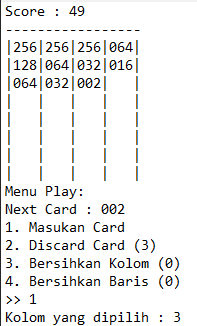 Score : 49
-----------------
|256|256|256|064|
|128|064|032|016|
|064|032|002|   |
|   |   |   |   |
|   |   |   |   |
|   |   |   |   |
|   |   |   |   |
|   |   |   |   |
|   |   |   |   |
Menu Play:
Next Card : 002
1. Masukan Card
2. Discard Card (3)
3. Bersihkan Kolom (0)
4. Bersihkan Baris (0)
>> 1
Kolom yang dipilih : 3